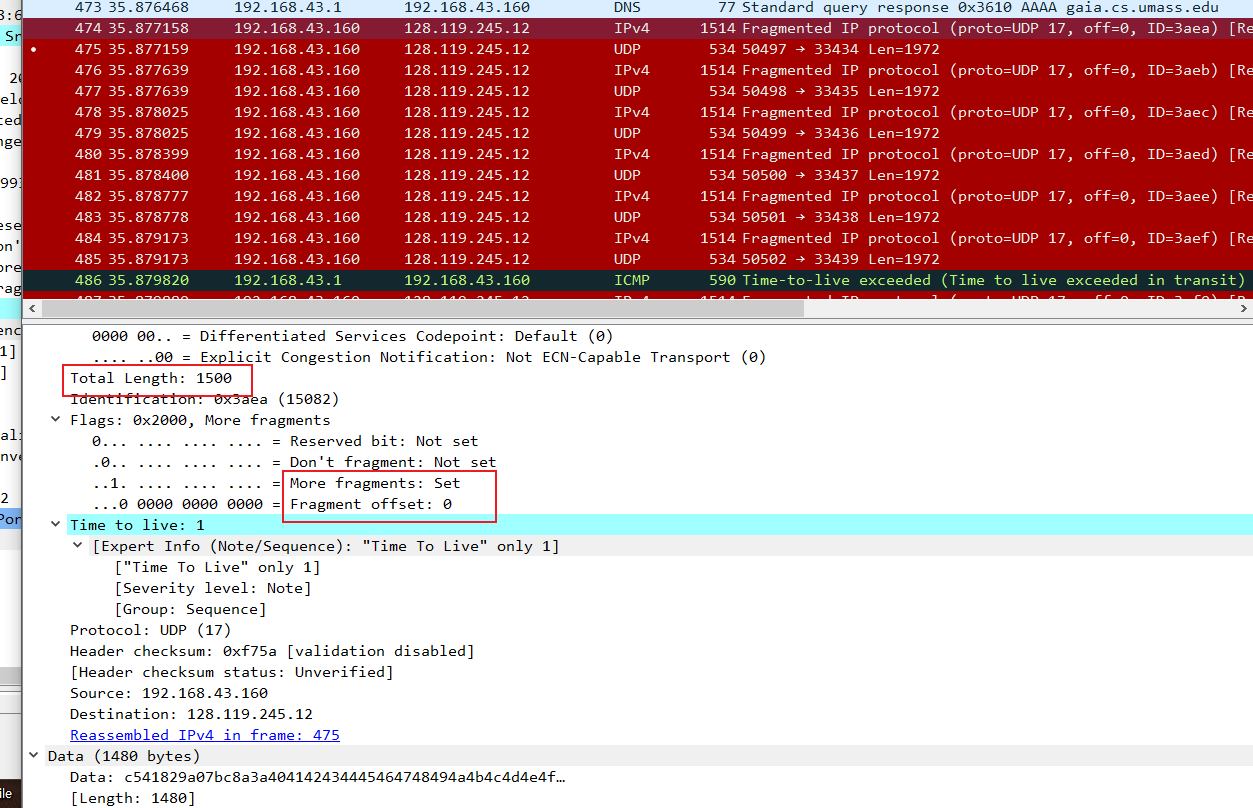 473 35.876468 192.168.43.1 192.168.43.160 DNS 77 Standard query response 0x3610 AAAA gaia.cs.umass.edu
474 35.877158 192.168.43.160 128.119.245.12 IPv4 1514 Fragmented IP protocol (proto=UDP 17, off=0, ID=3aea) [Re
475 35.877159 192.168.43.160 128.119.245.12 UDP 534 50497 → 33434 Len=1972
476 35.877639 192.168.43.160 128.119.245.12 IPv4 1514 Fragmented IP protocol (proto=UDP 17, off=0, ID=3aeb) [Re
477 35.877639 192.168.43.160 128.119.245.12 UDP 534 50498 → 33435 Len=1972
478 35.878025 192.168.43.160 128.119.245.12 IPv4 1514 Fragmented IP protocol (proto=UDP 17, off=0, ID=3aec) [Re
479 35.878025 192.168.43.160 128.119.245.12 UDP 534 50499 → 33436 Len=1972
480 35.878399 192.168.43.160 128.119.245.12 IPv4 1514 Fragmented IP protocol (proto=UDP 17, off=0, ID=3aed) [Re
481 35.878400 192.168.43.160 128.119.245.12 UDP 534 50500 → 33437 Len=1972
482 35.878777 192.168.43.160 128.119.245.12 IPv4 1514 Fragmented IP protocol (proto=UDP 17, off=0, ID=3aee) [Re
483 35.878778 192.168.43.160 128.119.245.12 UDP 534 50501 → 33438 Len=1972
484 35.879173 192.168.43.160 128.119.245.12 IPv4 1514 Fragmented IP protocol (proto=UDP 17, off=0, ID=3aef) [Re
485 35.879173 192.168.43.160 128.119.245.12 UDP 534 50502 → 33439 Len=1972
486 35.879820 192.168.43.1 192.168.43.160 ICMP 590 Time-to-live exceeded (Time to live exceeded in transit)
0000 00.. = Differentiated Services Codepoint: Default (0)
.... ..00 = Explicit Congestion Notification: Not ECN-Capable Transport (0)
Total Length: 1500
Identification: 0x3aea (15082)
Flags: 0x2000, More fragments
0... .... .... .... = Reserved bit: Not set
.0.. .... .... .... = Don't fragment: Not set
..1. .... .... .... = More fragments: Set
...0 0000 0000 0000 = Fragment offset: 0
Time to live: 1
[Expert Info (Note/Sequence): "Time To Live" only 1]
["Time To Live" only 1]
[Severity level: Note]
[Group: Sequence]
Protocol: UDP (17)
Header checksum: 0xf75a [validation disabled]
[Header checksum status: Unverified]
Source: 192.168.43.160
Destination: 128.119.245.12
Reassembled IPv4 in frame: 475
Data (1480 bytes)
Data: c541829a07bc8a3a404142434445464748494a4b4c4d4e4f…
[Length: 1480]